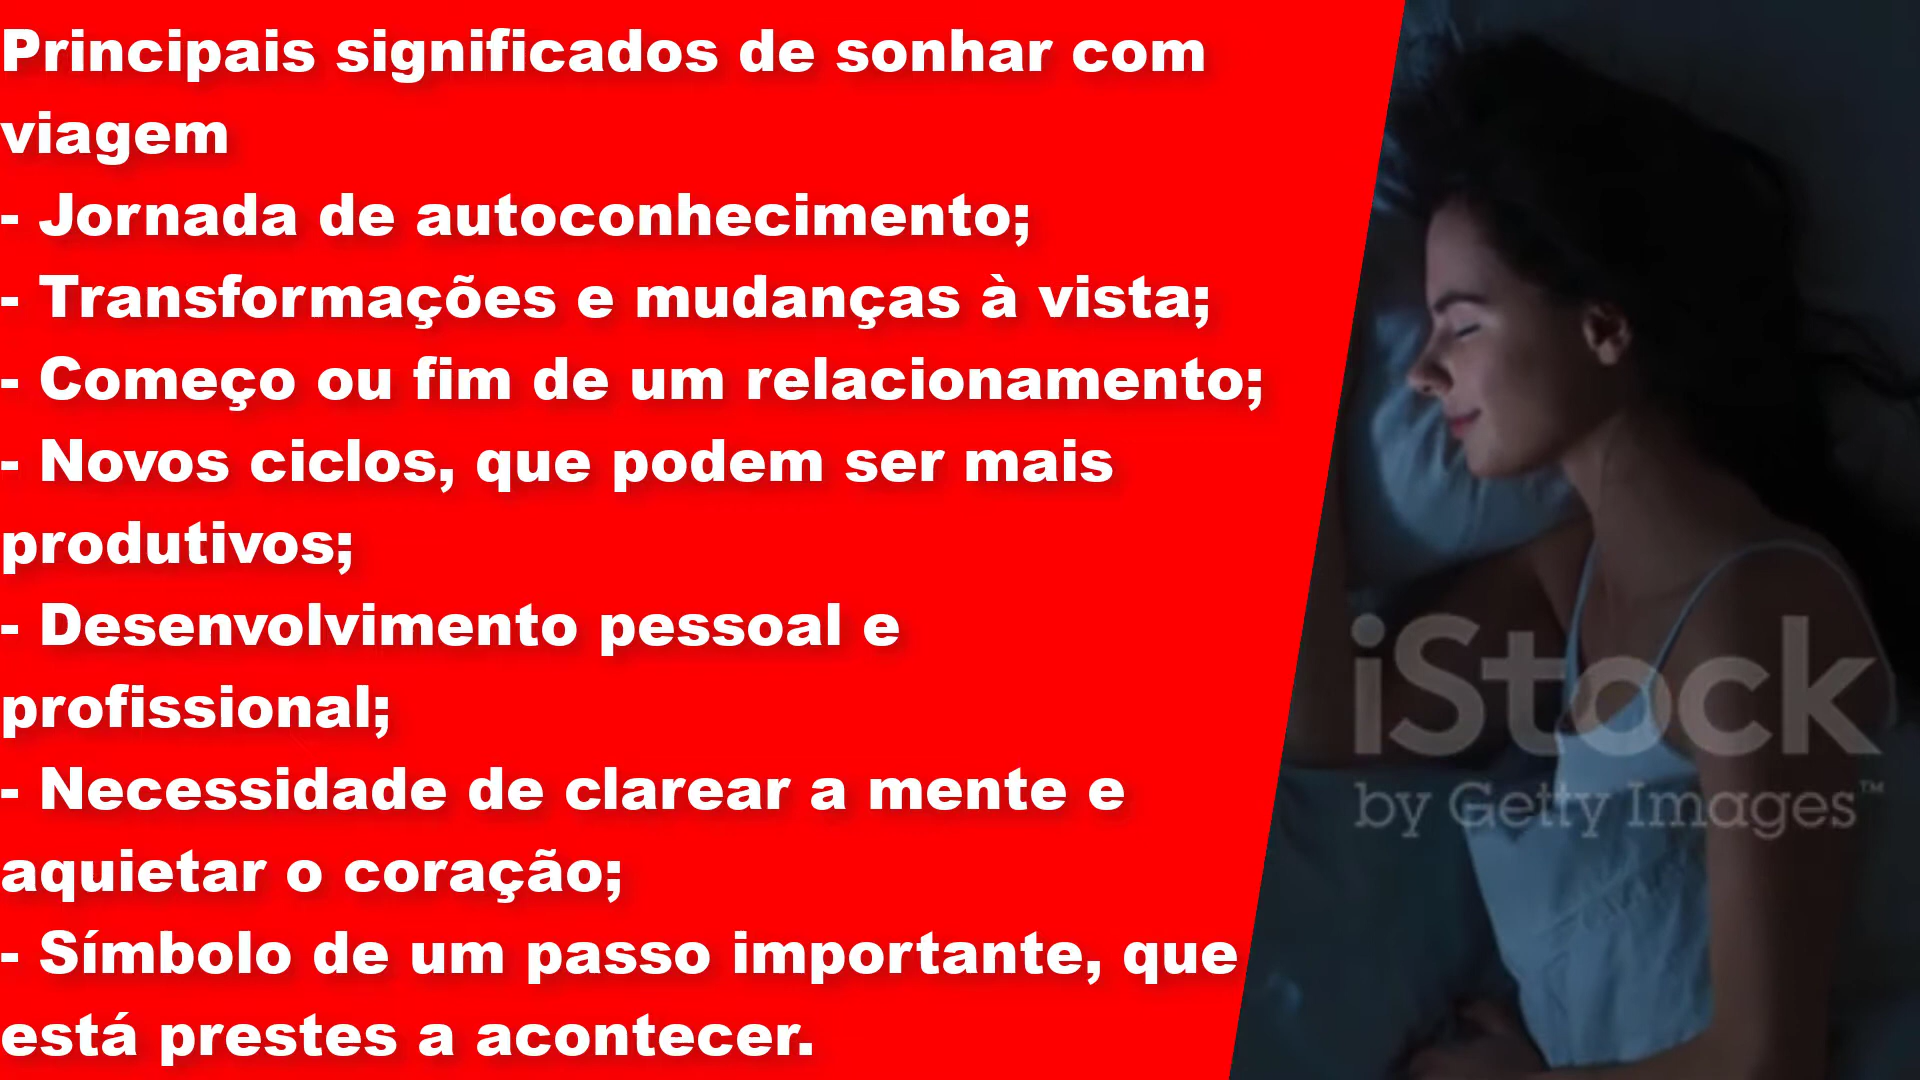 Principais significados de sonhar com
viagem
- Jornada de autoconhecimento;
- Transformações e mudanças à vista;
- Começo ou fim de um relacionamento;
- Novos ciclos, que podem ser mais
produtivos;
- Desenvolvimento pessoal e
profissional;
- Necessidade de clarear a mente e
aquietar o coração;
- Símbolo de um passo importante, que
está prestes a acontecer.
iStock
by Getty Images™